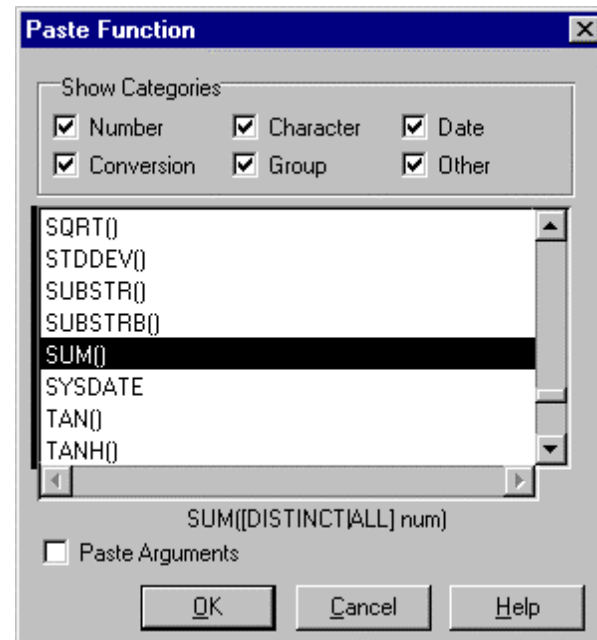 Paste Function
Show Categories
Number Character Date
Conversion Group Other
SQRT()
STDDEV()
SUBSTR()
SUBSTRB()
SUM()
SYSDATE
TAN()
TANH()
SUM([DISTINCT|ALL] num)
Paste Arguments
OK Cancel Help